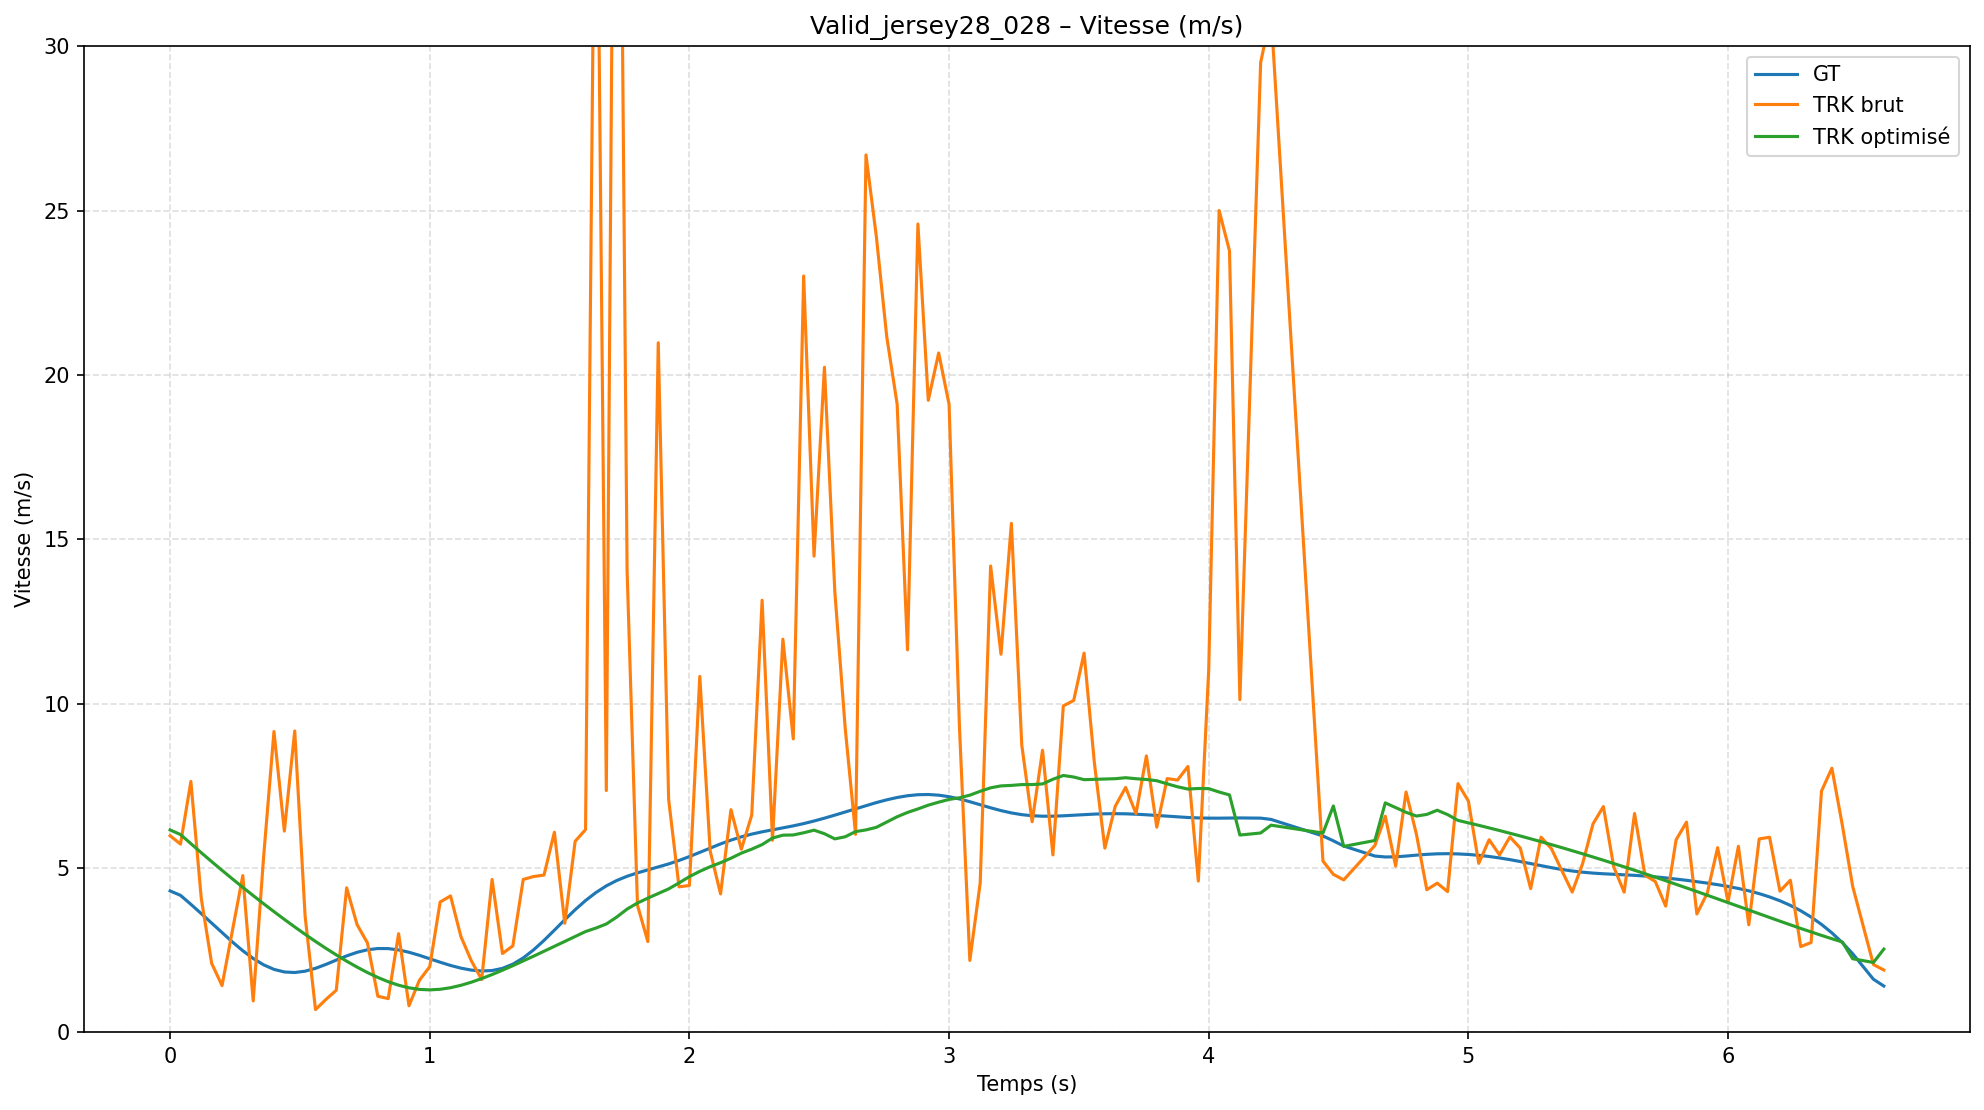 Valid_jersey28_028 – Vitesse (m/s)
GT
TRK brut
TRK optimisé
30
25
20
15
10
5
0
Vitesse (m/s)
0 1 2 3 4 5 6
Temps (s)